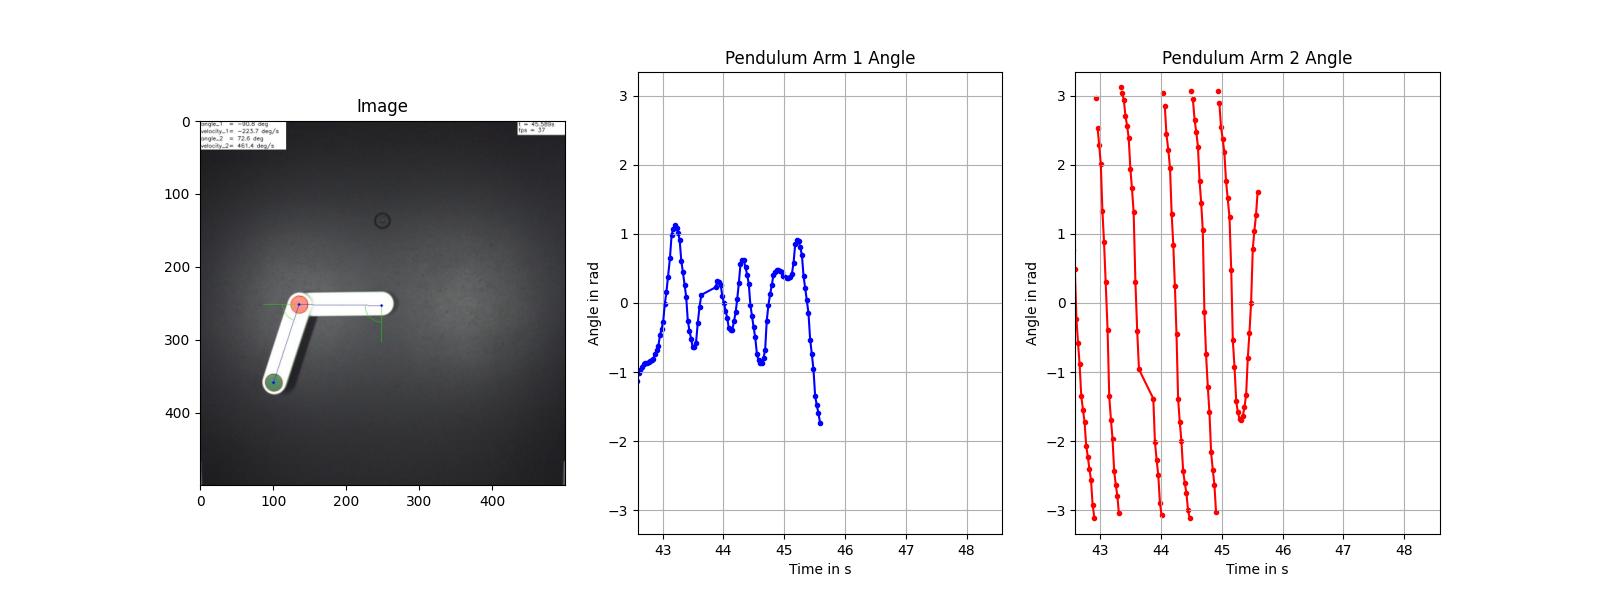 Image
angle_1 = -90.8 deg
velocity_1= -223.7 deg/s
angle_2 = 72.6 deg
velocity_2= 461.4 deg/s
t = 45.589s
fps = 37
0
100
200
300
400
0 100 200 300 400
Pendulum Arm 1 Angle
Angle in rad
3
2
1
0
−1
−2
−3
43 44 45 46 47 48
Time in s
Pendulum Arm 2 Angle
Angle in rad
3
2
1
0
−1
−2
−3
43 44 45 46 47 48
Time in s